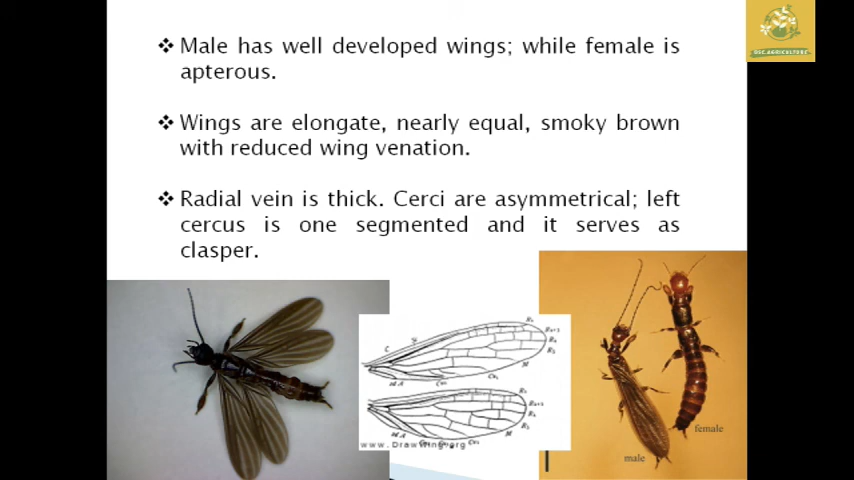 ❖ Male has well developed wings; while female is
apterous.
❖ Wings are elongate, nearly equal, smoky brown
with reduced wing venation.
❖ Radial vein is thick. Cerci are asymmetrical; left
cercus is one segmented and it serves as
clasper.
DSC AGRICULTURE
www.DrawWing.org
male
female